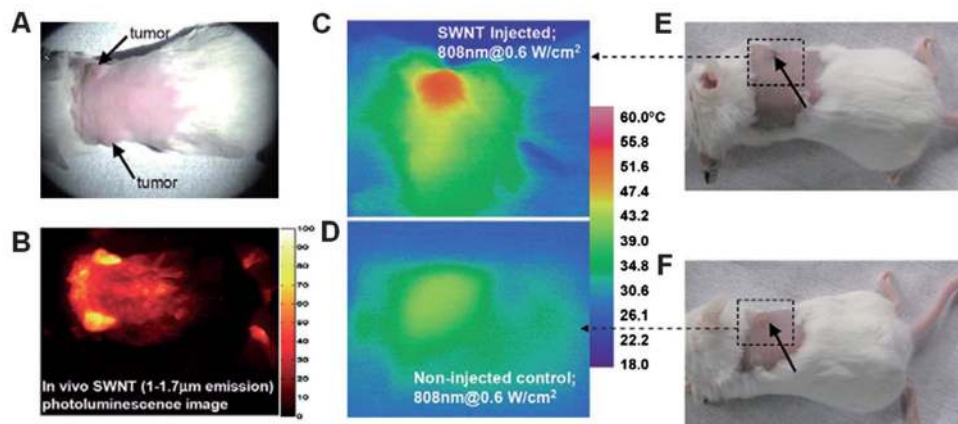 A
tumor
tumor
B
100
90
80
70
60
50
40
30
20
10
0
In vivo SWNT (1-1.7μm emission)
photoluminescence image
C
SWNT Injected;
808nm@0.6 W/cm²
D
Non-injected control;
808nm@0.6 W/cm²
60.0°C
55.8
51.6
47.4
43.2
39.0
34.8
30.6
26.1
22.2
18.0
E
F